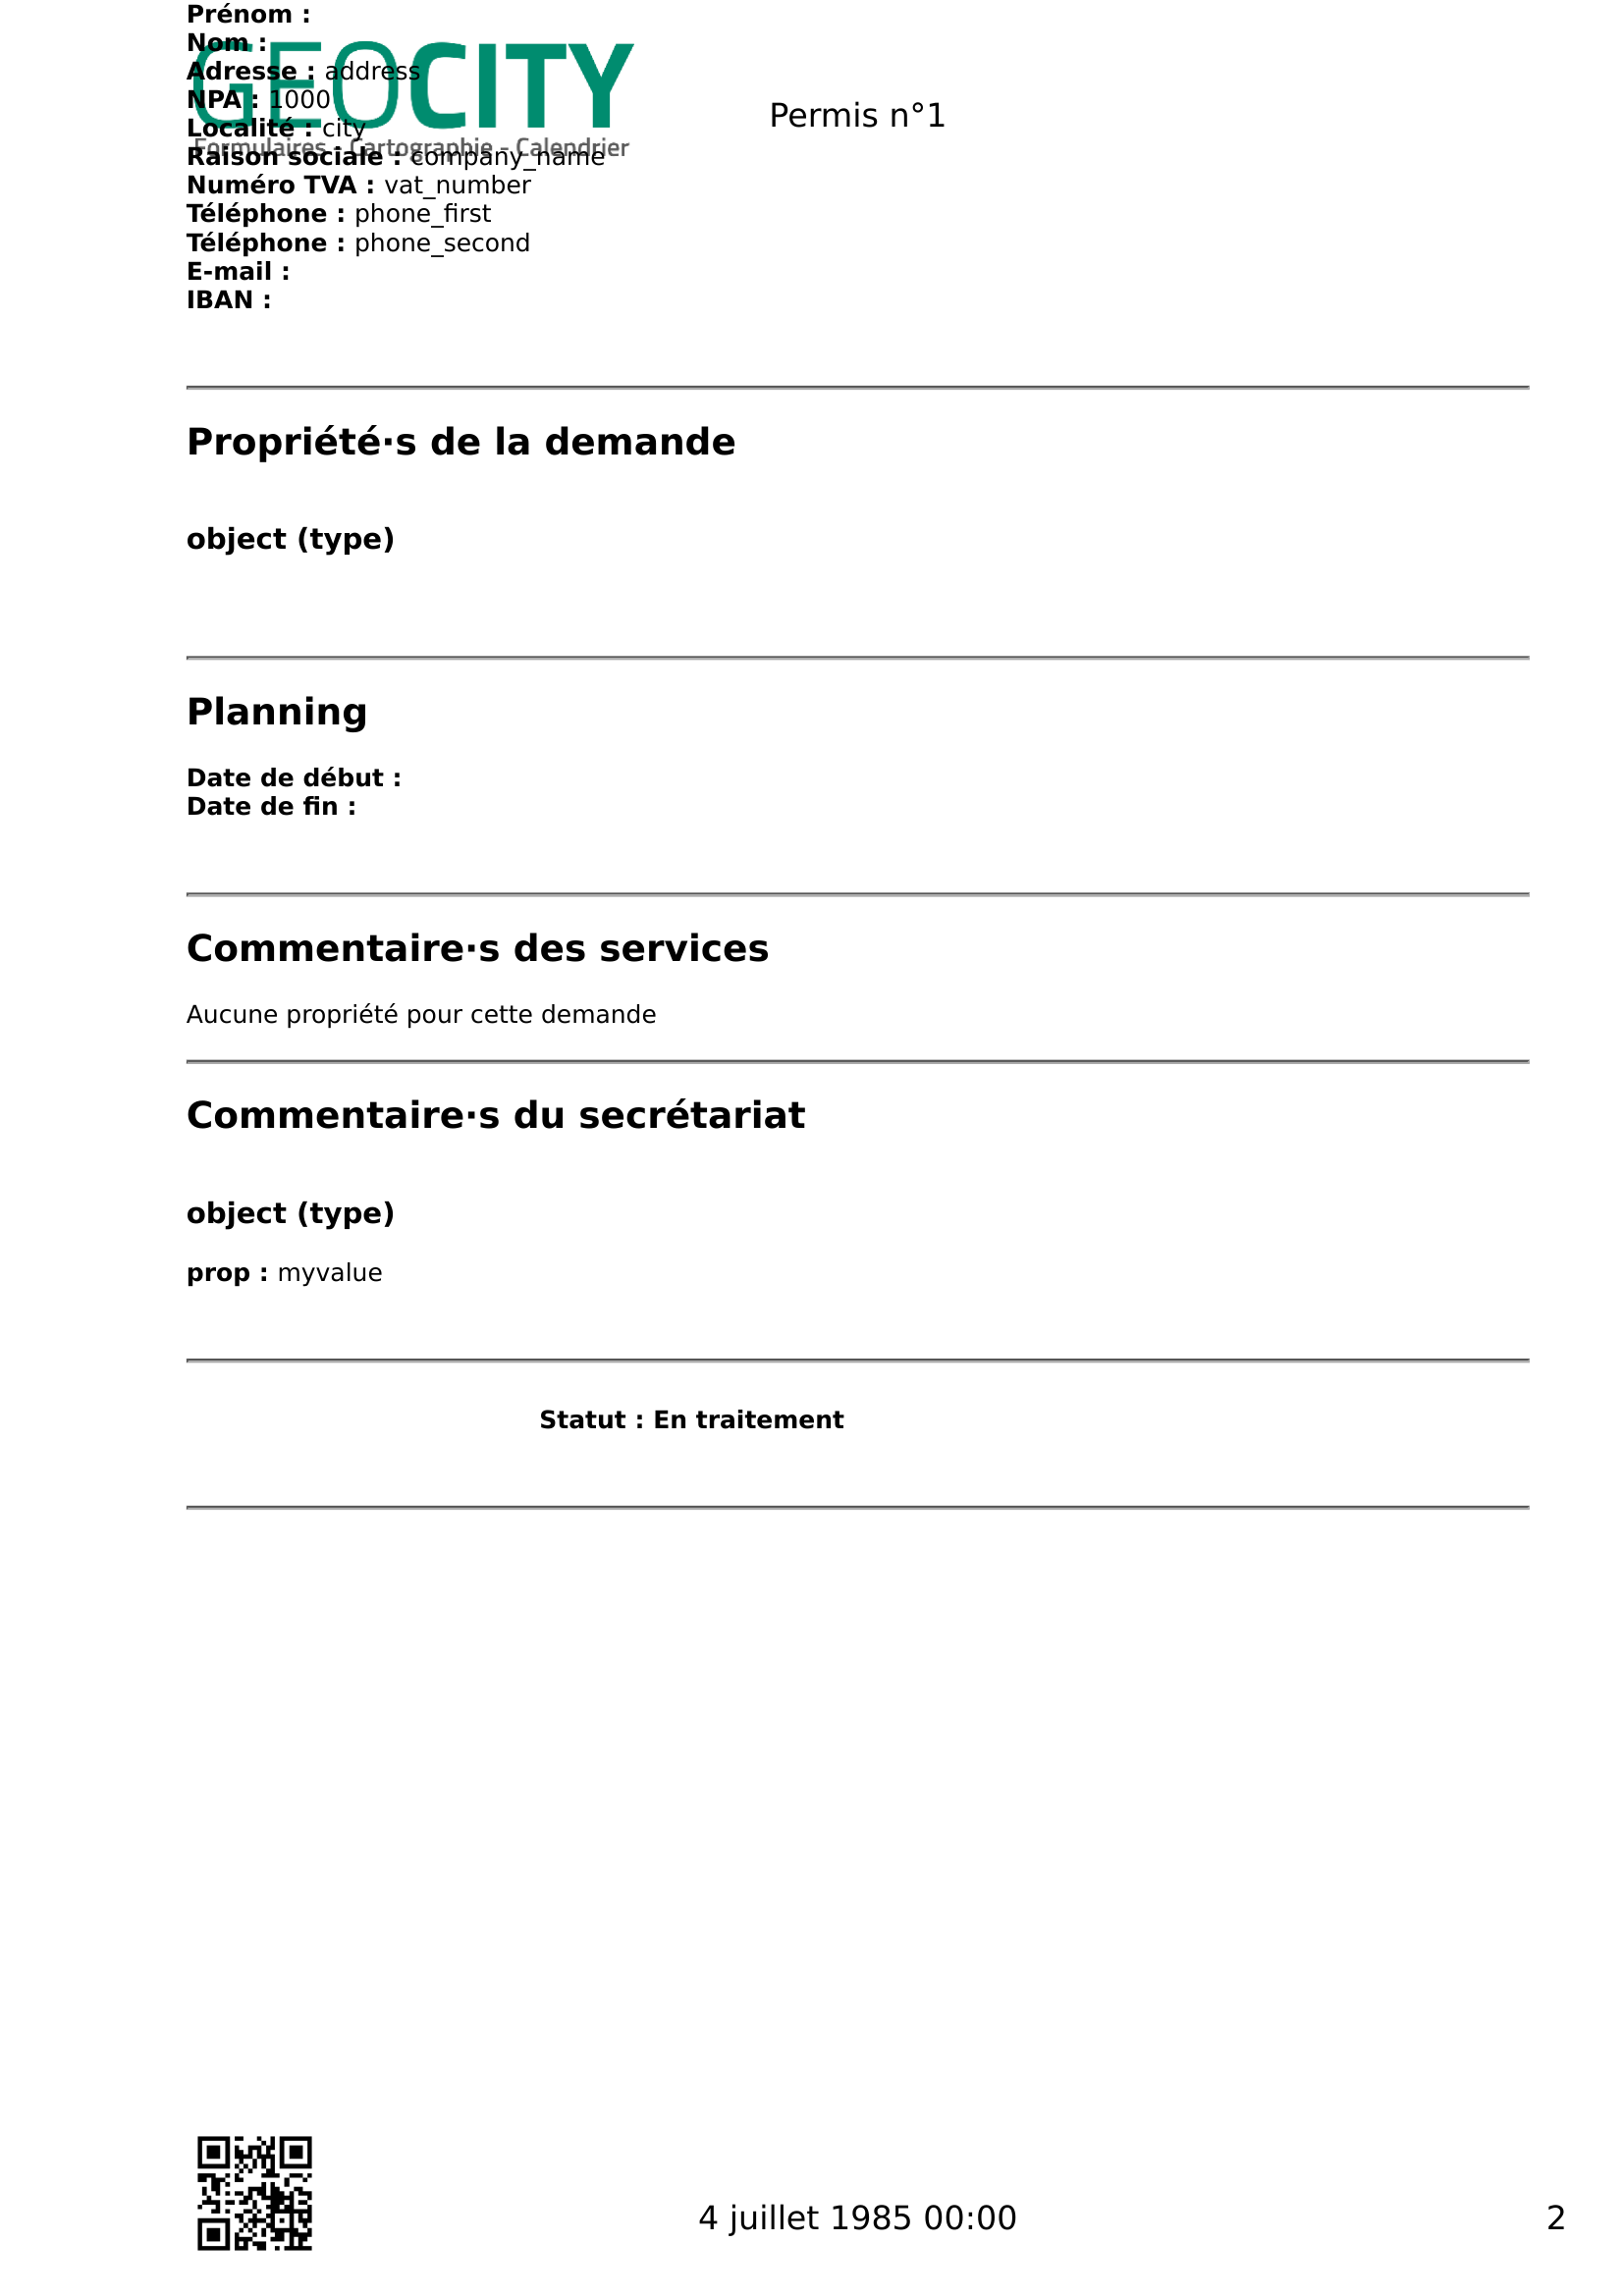 Prénom :
Nom :
Adresse : address
NPA : 1000
Localité : city
Raison sociale : company_name
Numéro TVA : vat_number
Téléphone : phone_first
Téléphone : phone_second
E-mail :
IBAN :
GEOCITY
Formulaires - Cartographie - Calendrier
Permis n°1
Propriété·s de la demande
object (type)
Planning
Date de début :
Date de fin :
Commentaire·s des services
Aucune propriété pour cette demande
Commentaire·s du secrétariat
object (type)
prop : myvalue
Statut : En traitement
4 juillet 1985 00:00
2